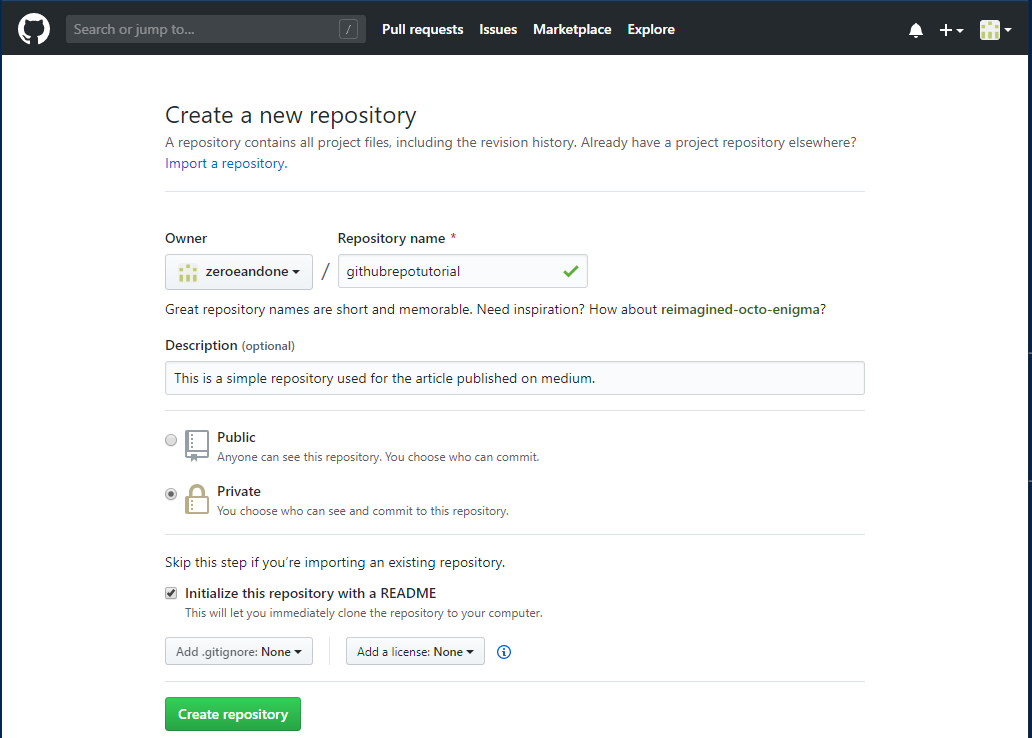 Search or jump to... / Pull requests Issues Marketplace Explore
Create a new repository
A repository contains all project files, including the revision history. Already have a project repository elsewhere?
Import a repository.
Owner Repository name *
zeroeandone / githubrepotutorial
Great repository names are short and memorable. Need inspiration? How about reimagined-octo-enigma?
Description (optional)
This is a simple repository used for the article published on medium.
Public
Anyone can see this repository. You choose who can commit.
Private
You choose who can see and commit to this repository.
Skip this step if you’re importing an existing repository.
Initialize this repository with a README
This will let you immediately clone the repository to your computer.
Add .gitignore: None Add a license: None
Create repository